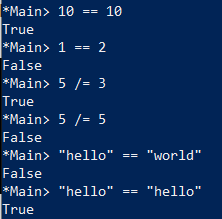 *Main> 10 == 10
True
*Main> 1 == 2
False
*Main> 5 /= 3
True
*Main> 5 /= 5
False
*Main> "hello" == "world"
False
*Main> "hello" == "hello"
True